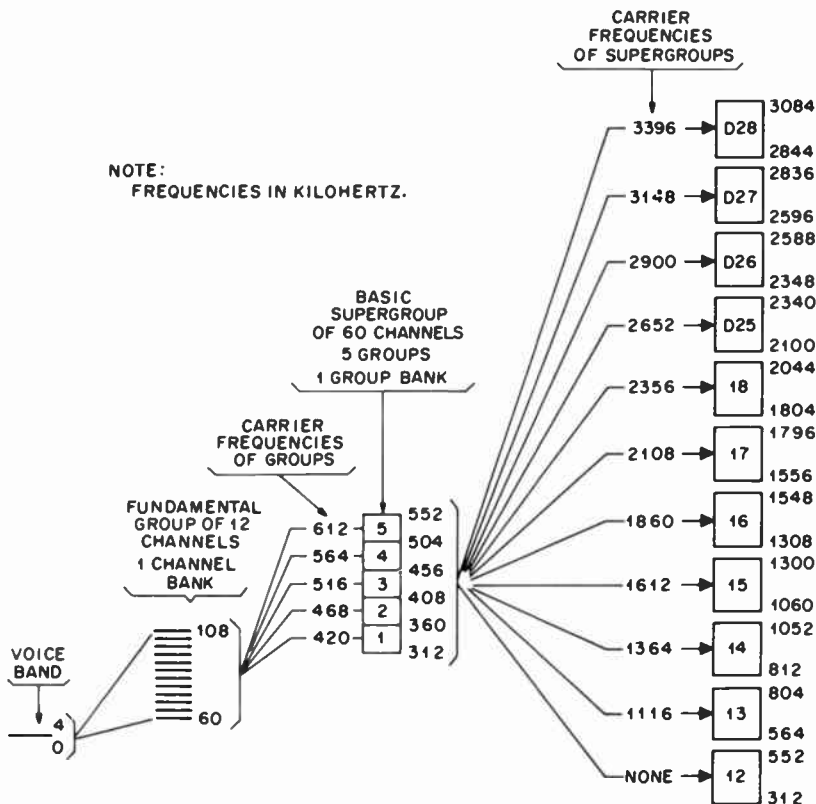 CARRIER
FREQUENCIES
OF SUPERGROUPS
NOTE:
FREQUENCIES IN KILOHERTZ.
3396 D28 3084
2844
3148 D27 2836
2596
2900 D26 2588
2348
2652 D25 2340
2100
2356 18 2044
1804
2108 17 1796
1556
1860 16 1548
1308
1612 15 1300
1060
1364 14 1052
812
1116 13 804
564
NONE 12 552
312
BASIC
SUPERGROUP
OF 60 CHANNELS
5 GROUPS
1 GROUP BANK
CARRIER
FREQUENCIES
OF GROUPS
612 5 552
504
564 4
456
516 3
408
468 2
360
420 1
312
FUNDAMENTAL
GROUP OF 12
CHANNELS
1 CHANNEL
BANK
108
60
VOICE
BAND
4
0